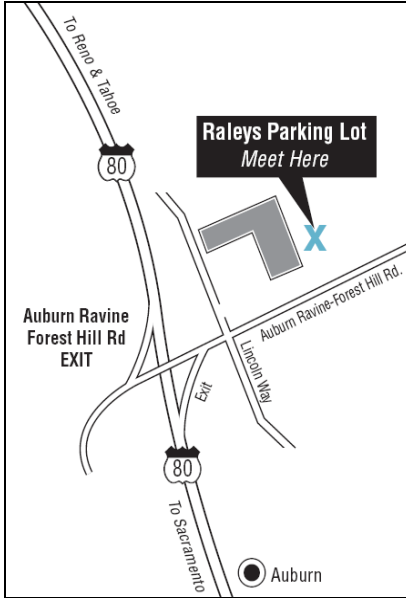 To Reno & Tahoe
80
Raleys Parking Lot
Meet Here
X
Auburn Ravine
Forest Hill Rd
EXIT
Auburn Ravine-Forest Hill Rd.
Lincoln Way
Exit
80
To Sacramento
Auburn